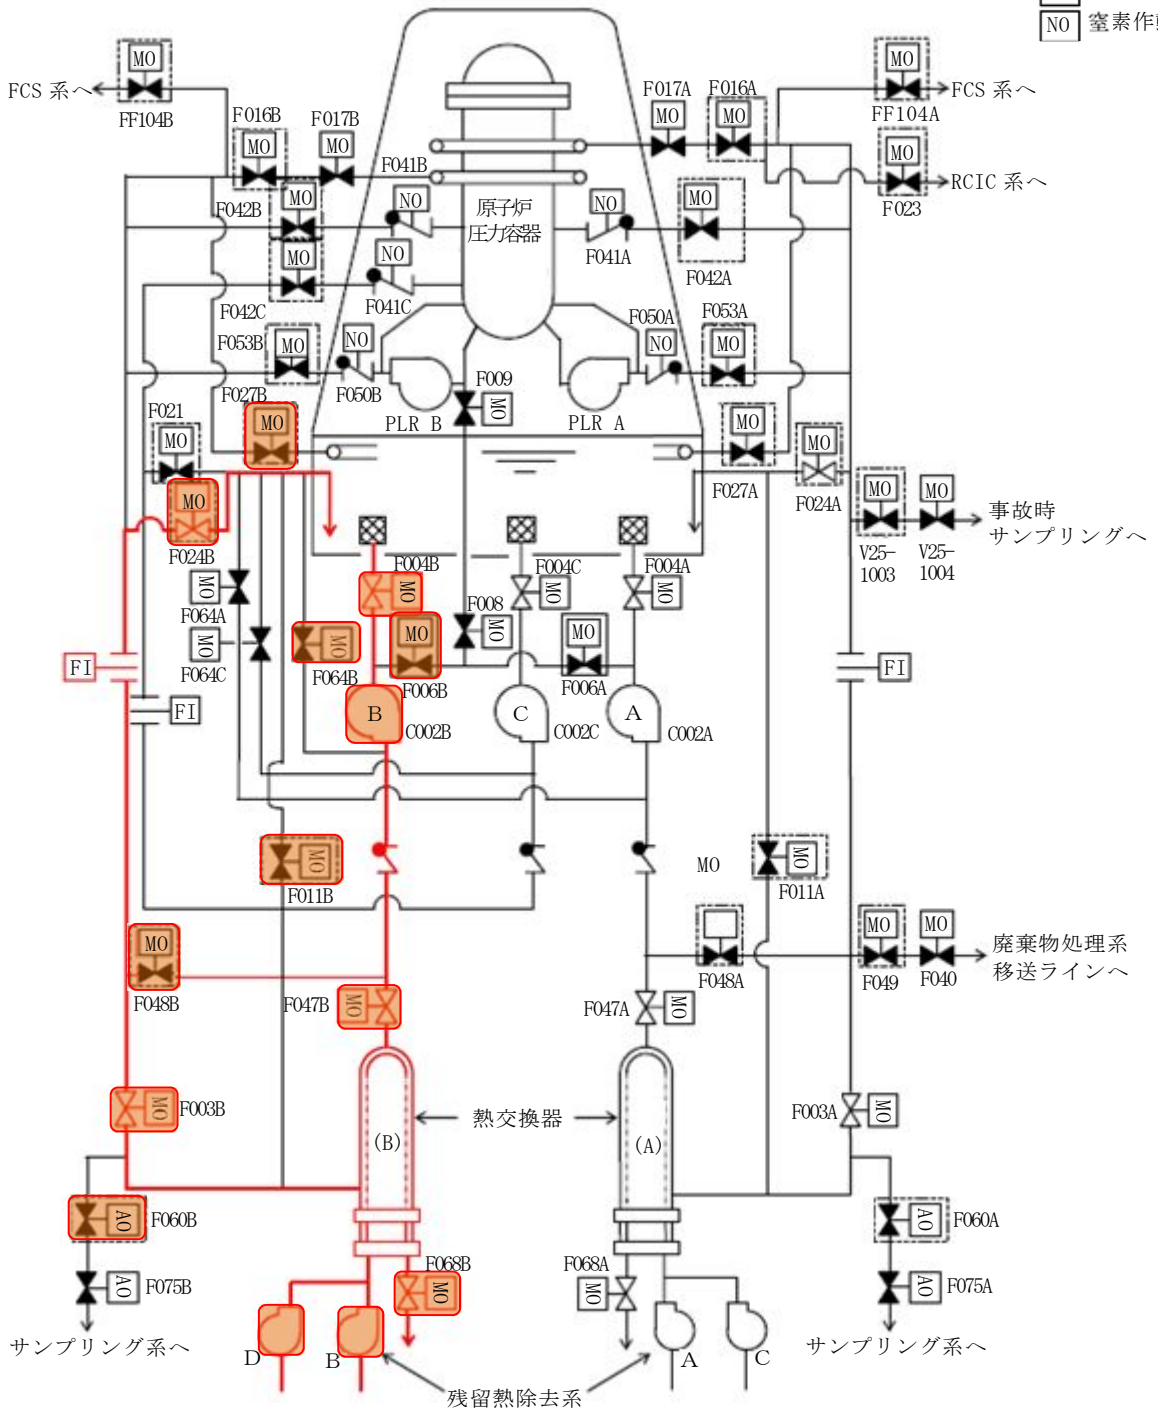 NO 窒素作動
MO
MO
FCS 系へ
FF104B
F016B
F017B
MO
MO
F041B
F017A
F016A
MO
MO
FCS 系へ
FF104A
MO
RCIC 系へ
F023
F042B
MO
NO
原子炉
圧力容器
NO
MO
F041A
F042A
MO
NO
F042C
F041C
F053B
MO
NO
F050B
F050A
NO
F053A
MO
F009
MO
PLR B
PLR A
F027B
MO
F021
MO
MO
F024B
MO
F027A
MO
F024A
MO
MO
事故時
サンプリングへ
V25-
1003
V25-
1004
F004B
MO
F004C
MO
F004A
MO
MO
F064A
MO
F064C
MO
F064B
MO
F006B
F008
MO
MO
F006A
FI
FI
FI
B
C002B
C
C002C
A
C002A
MO
F011B
MO
MO
F011A
MO
F048B
F048A
MO
F049
MO
F040
廃棄物処理系
移送ラインへ
F047B
MO
F047A
MO
MO
F003B
熱交換器
(B)
(A)
F003A
MO
AO
F060B
AO
F060A
AO
F075B
AO
F075A
F068B
MO
F068A
MO
サンプリング系へ
サンプリング系へ
D
B
A
C
残留熱除去系